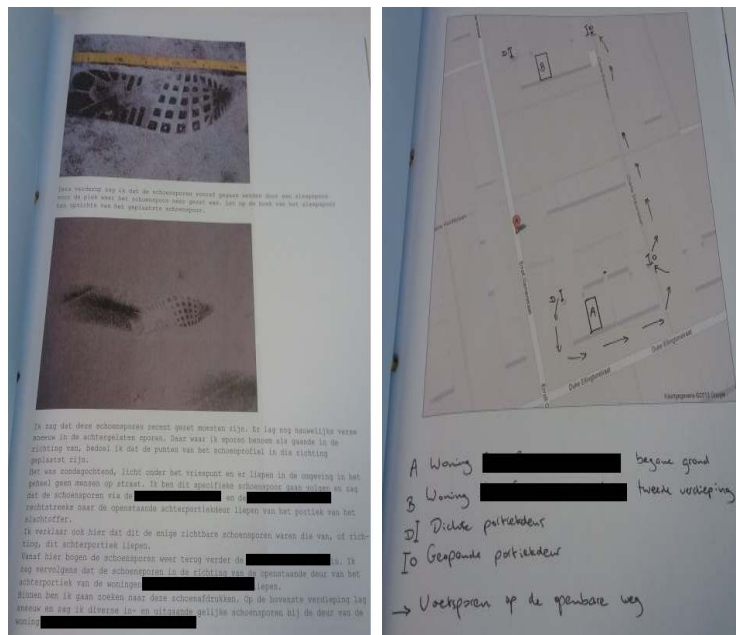 Iets verderop zag ik dat de schoensporen vooraf gegaan werden door een sleepspoor
voor de plek waar het schoenspoor neer gezet was. Let op de hoek van het sleepspoor
ten opzichte van het geplaatste schoenspoor.
Ik zag dat deze schoensporen recent gezet moesten zijn. Er lag nog nauwelijks verse
sneeuw in de achtergelaten sporen. Daar waar ik sporen benoem als gaande in de
richting van, bedoel ik dat de punten van het schoenprofiel in die richting
geplaatst zijn.
Het was zondagochtend, licht onder het vriespunt en er liepen in de omgeving in het
geheel geen mensen op straat. Ik ben dit specifieke schoenspoor gaan volgen en zag
dat de schoensporen via de en de
rechtstreeks naar de openstaande achterportiekdeur liepen van het portiek van het
slachtoffer.
Ik verklaar ook hier dat dit de enige zichtbare schoensporen waren die van, of rich-
ting, dit achterportiek liepen.
Vanaf hier bogen de schoensporen weer terug verder de in. Ik
zag vervolgens dat de schoensporen in de richting van de openstaande deur van het
achterportiek van de woningen liepen.
Binnen ben ik gaan zoeken naar deze schoenafdrukken. Op de bovenste verdieping lag
sneeuw en zag ik diverse in- en uitgaande gelijke schoensporen bij de deur van de
woning
B
A
A
Duke Ellingtonstraat
Duke Ellingtonstraat
Kaartgegevens ©2013 Google
A Woning begane grond
B Woning tweede verdieping
D Dichte portiekdeur
O Geopende portiekdeur
→ Voetsporen op de openbare weg